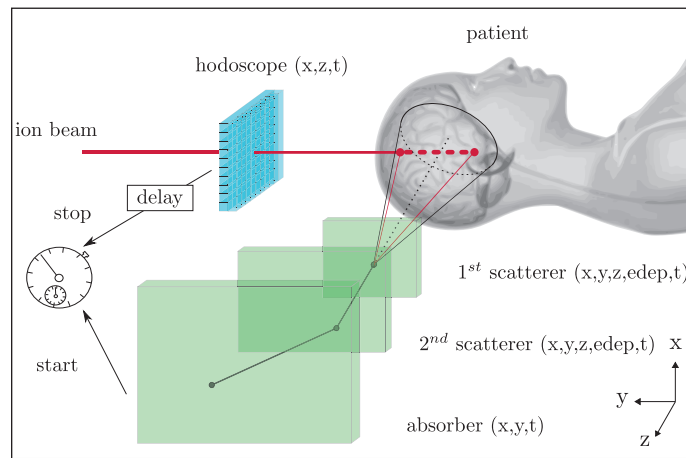 patient
hodoscope (x,z,t)
ion beam
delay
stop
1st scatterer (x,y,z,edep,t)
2nd scatterer (x,y,z,edep,t)
x
start
y
absorber (x,y,t)
z